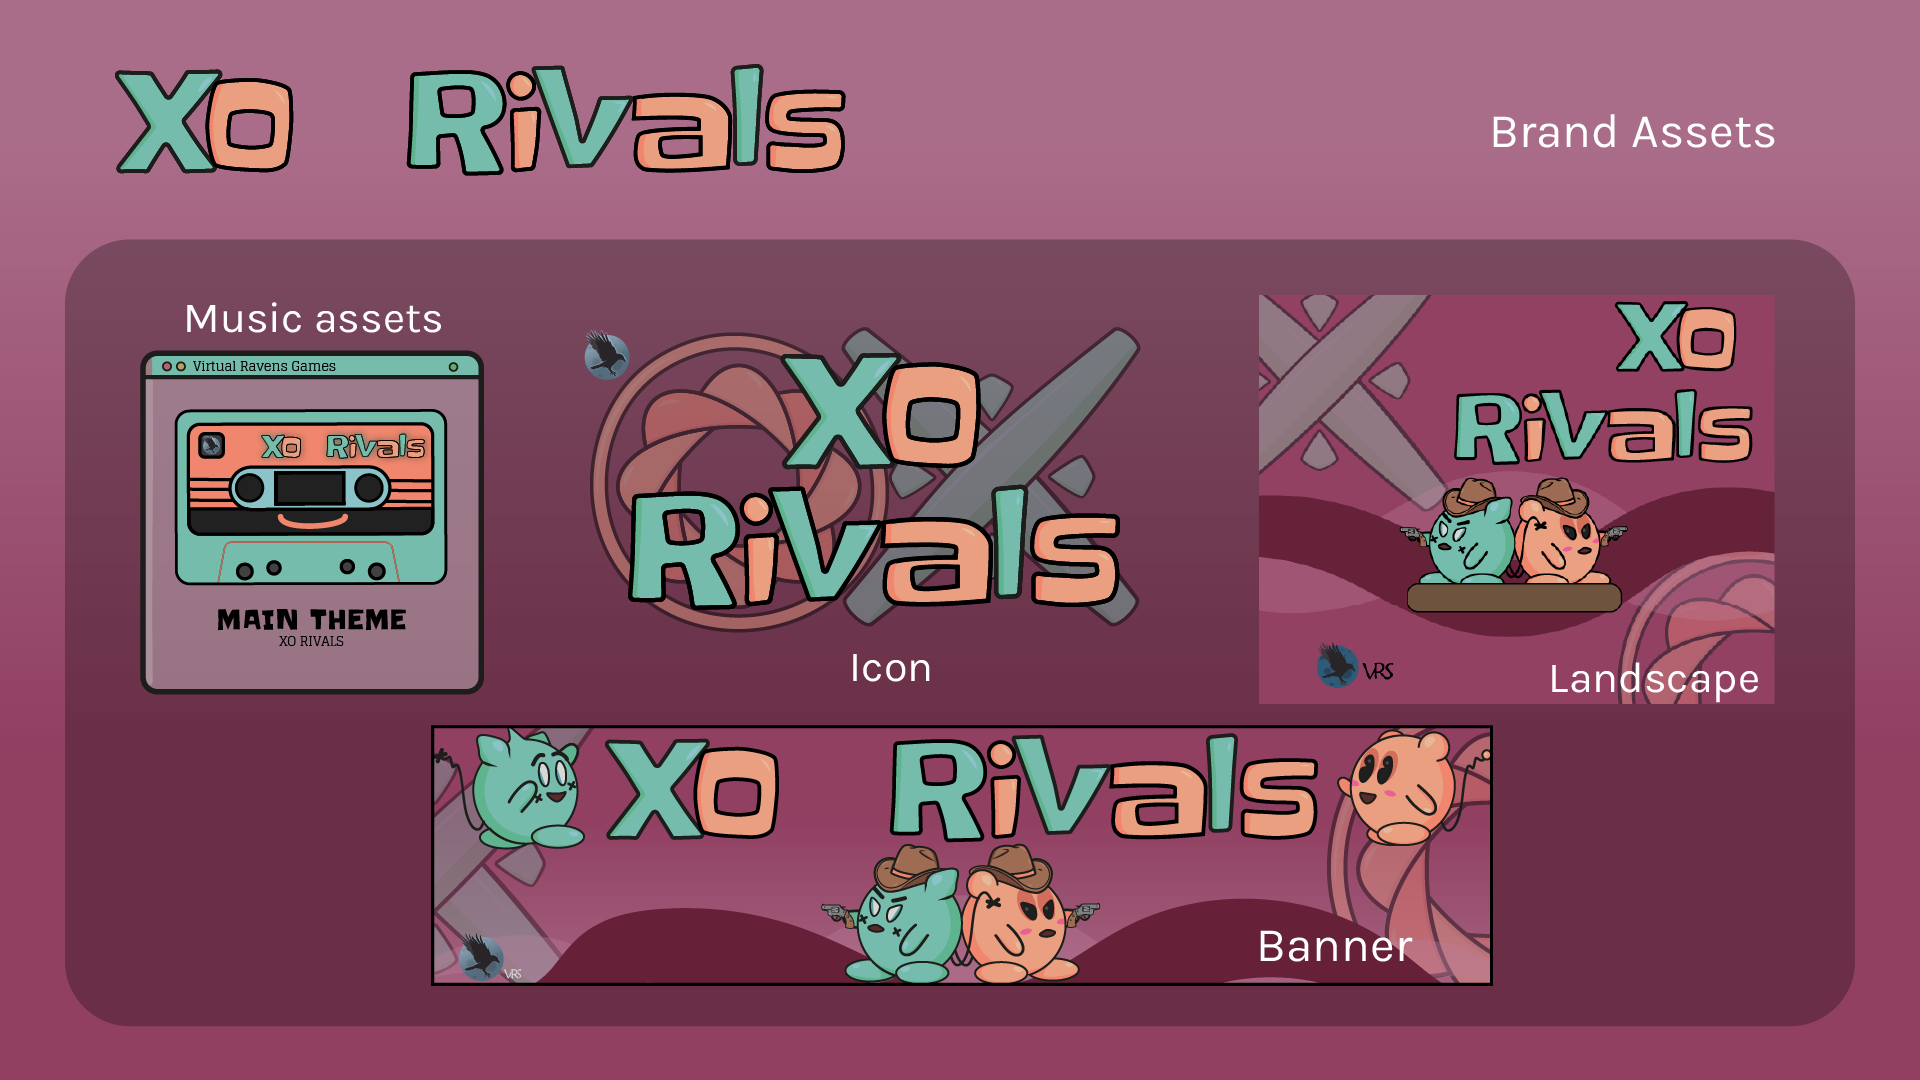 Xo Rivals
Brand Assets
Music assets
Virtual Ravens Games
Xo Rivals
MAIN THEME
XO RIVALS
Xo
Rivals
Icon
Xo
Rivals
VRS
Landscape
Xo Rivals
VRS
Banner